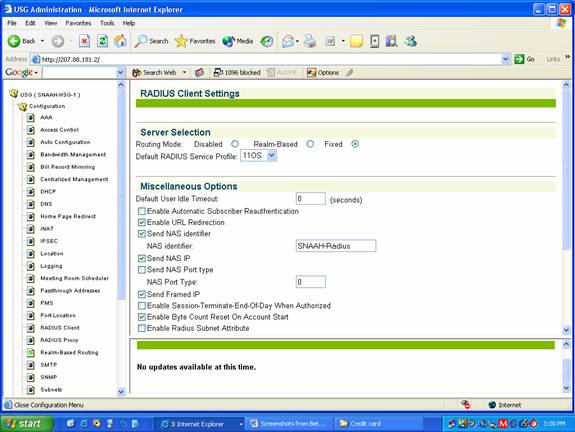 USG Administration - Microsoft Internet Explorer
File Edit View Favorites Tools Help
Back Search Favorites Media
Address http://207.88.181.2/ Go Links
Google Search Web 1096 blocked AutoFill Options
USG ( SNAAH-HSG-1 )
Configuration
AAA
Access Control
Auto Configuration
Bandwidth Management
Bill Record Mirroring
Centralized Management
DHCP
DNS
Home Page Redirect
iNAT
IPSEC
Location
Logging
Meeting Room Scheduler
Passthrough Addresses
PMS
Port-Location
RADIUS Client
RADIUS Proxy
Realm-Based Routing
SMTP
SNMP
Subnets
RADIUS Client Settings
Server Selection
Routing Mode: Disabled Realm-Based Fixed
Default RADIUS Service Profile: 11OS
Miscellaneous Options
Default User Idle Timeout: 0 (seconds)
Enable Automatic Subscriber Reauthentication
Enable URL Redirection
Send NAS identifier
NAS identifier: SNAAH-Radius
Send NAS IP
Send NAS Port type
NAS Port Type: 0
Send Framed IP
Enable Session-Terminate-End-Of-Day When Authorized
Enable Byte Count Reset On Account Start
Enable Radius Subnet Attribute
No updates available at this time.
Close Configuration Menu Internet
start 3 Internet Explorer Screenshots from Bet... Credit card 3:00 PM